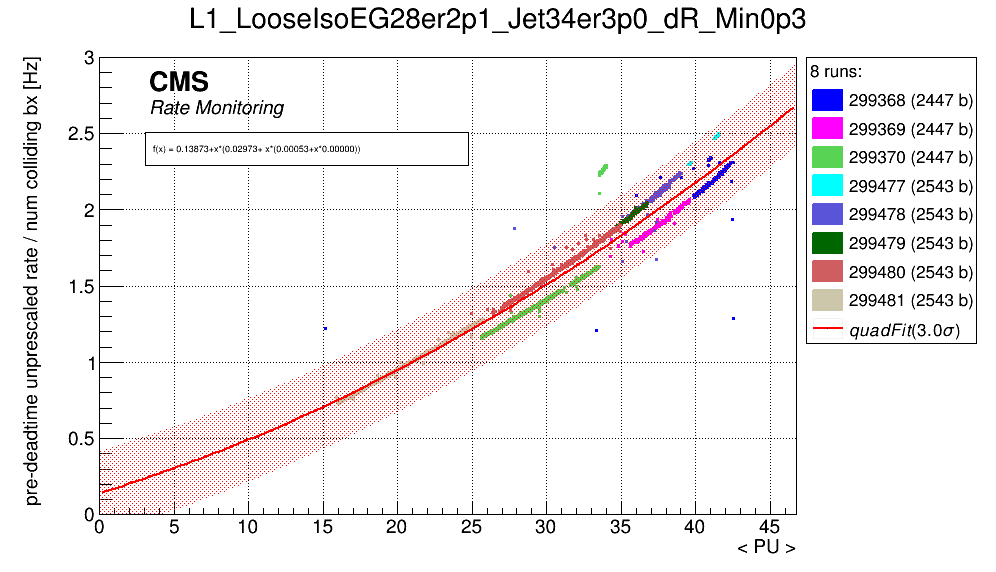 L1_LooseIsoEG28er2p1_Jet34er3p0_dR_Min0p3
pre-deadtime unprescaled rate / num colliding bx [Hz]
3
2.5
2
1.5
1
0.5
0
CMS
Rate Monitoring
f(x) = 0.13873+x*(0.02973+ x*(0.00053+x*0.00000))
0 5 10 15 20 25 30 35 40 45
< PU >
8 runs:
299368 (2447 b)
299369 (2447 b)
299370 (2447 b)
299477 (2543 b)
299478 (2543 b)
299479 (2543 b)
299480 (2543 b)
299481 (2543 b)
quadFit(3.0σ)